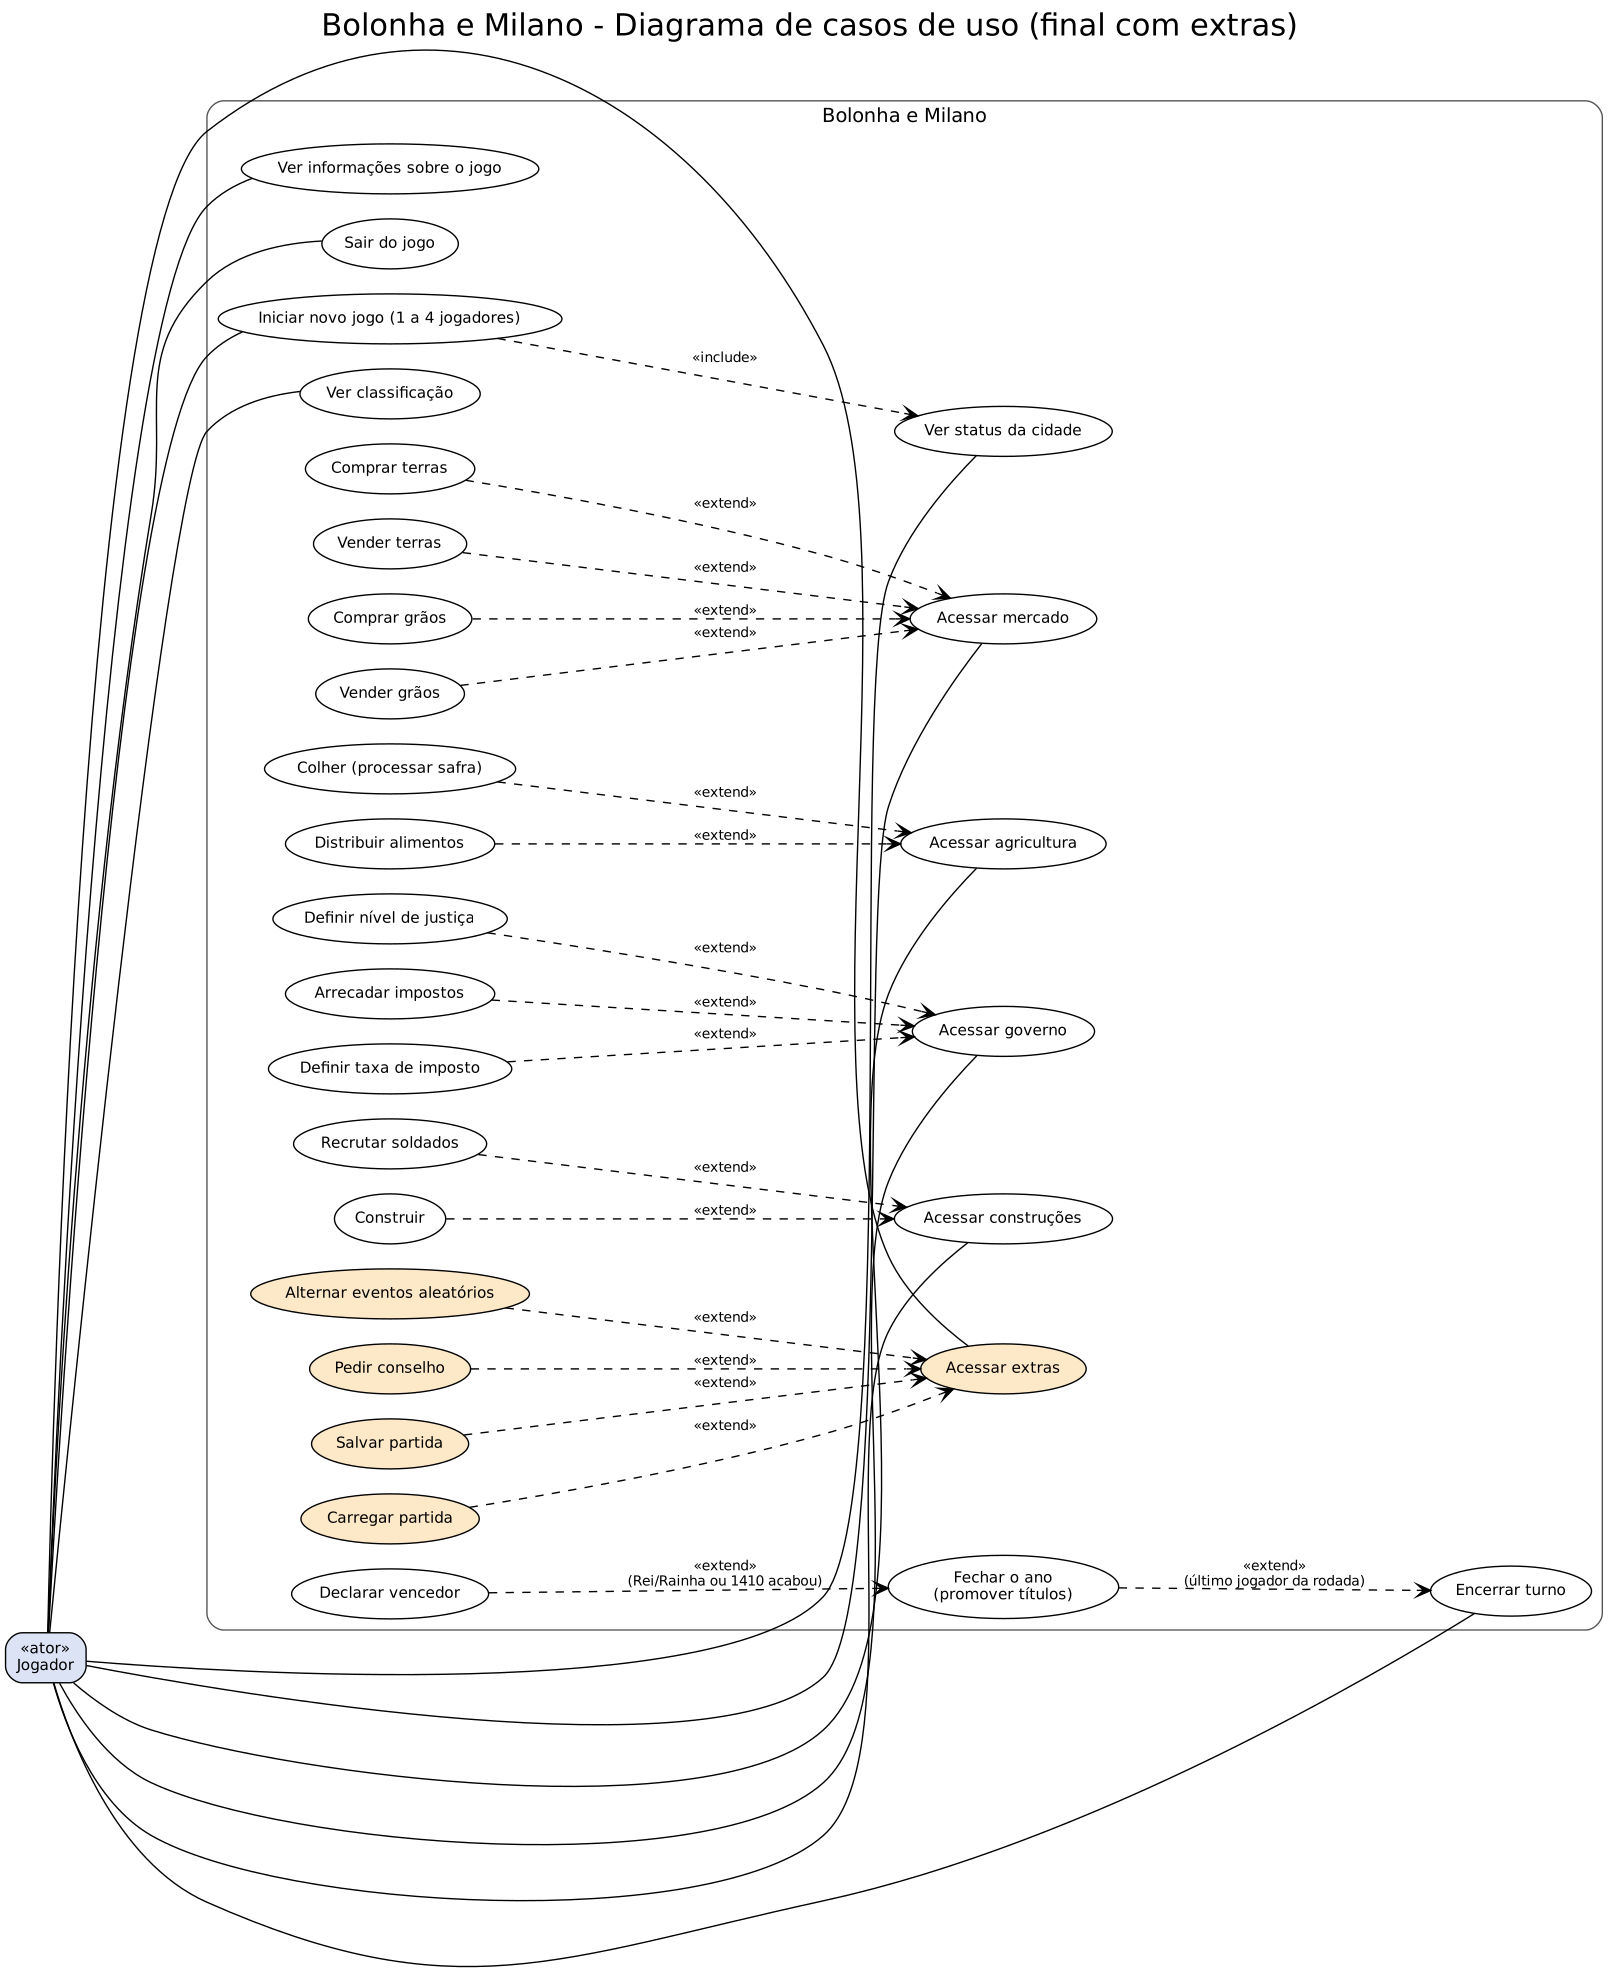 Bolonha e Milano - Diagrama de casos de uso (final com extras)
Bolonha e Milano
Ver informações sobre o jogo
Sair do jogo
Iniciar novo jogo (1 a 4 jogadores)
«include»
Ver classificação
Ver status da cidade
Comprar terras
«extend»
Vender terras
«extend»
Comprar grãos
«extend»
Acessar mercado
«extend»
Vender grãos
Colher (processar safra)
«extend»
Distribuir alimentos
«extend»
Acessar agricultura
Definir nível de justiça
«extend»
Arrecadar impostos
«extend»
Acessar governo
«extend»
Definir taxa de imposto
Recrutar soldados
«extend»
Construir
«extend»
Acessar construções
Alternar eventos aleatórios
«extend»
Pedir conselho
«extend»
Acessar extras
«extend»
Salvar partida
«extend»
Carregar partida
Declarar vencedor
«extend»
(Rei/Rainha ou 1410 acabou)
Fechar o ano
(promover títulos)
«extend»
(último jogador da rodada)
Encerrar turno
«ator»
Jogador